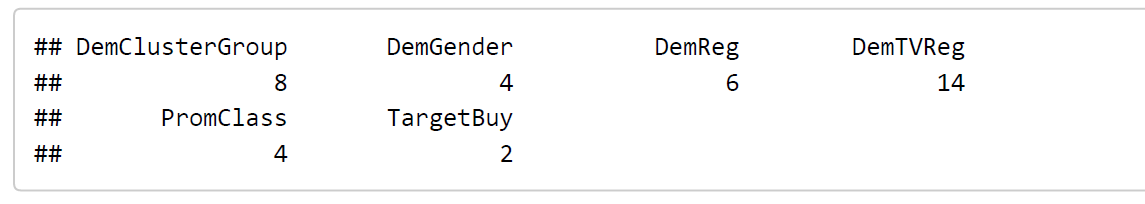 ## DemClusterGroup DemGender DemReg DemTVReg
## 8 4 6 14
## PromClass TargetBuy
## 4 2